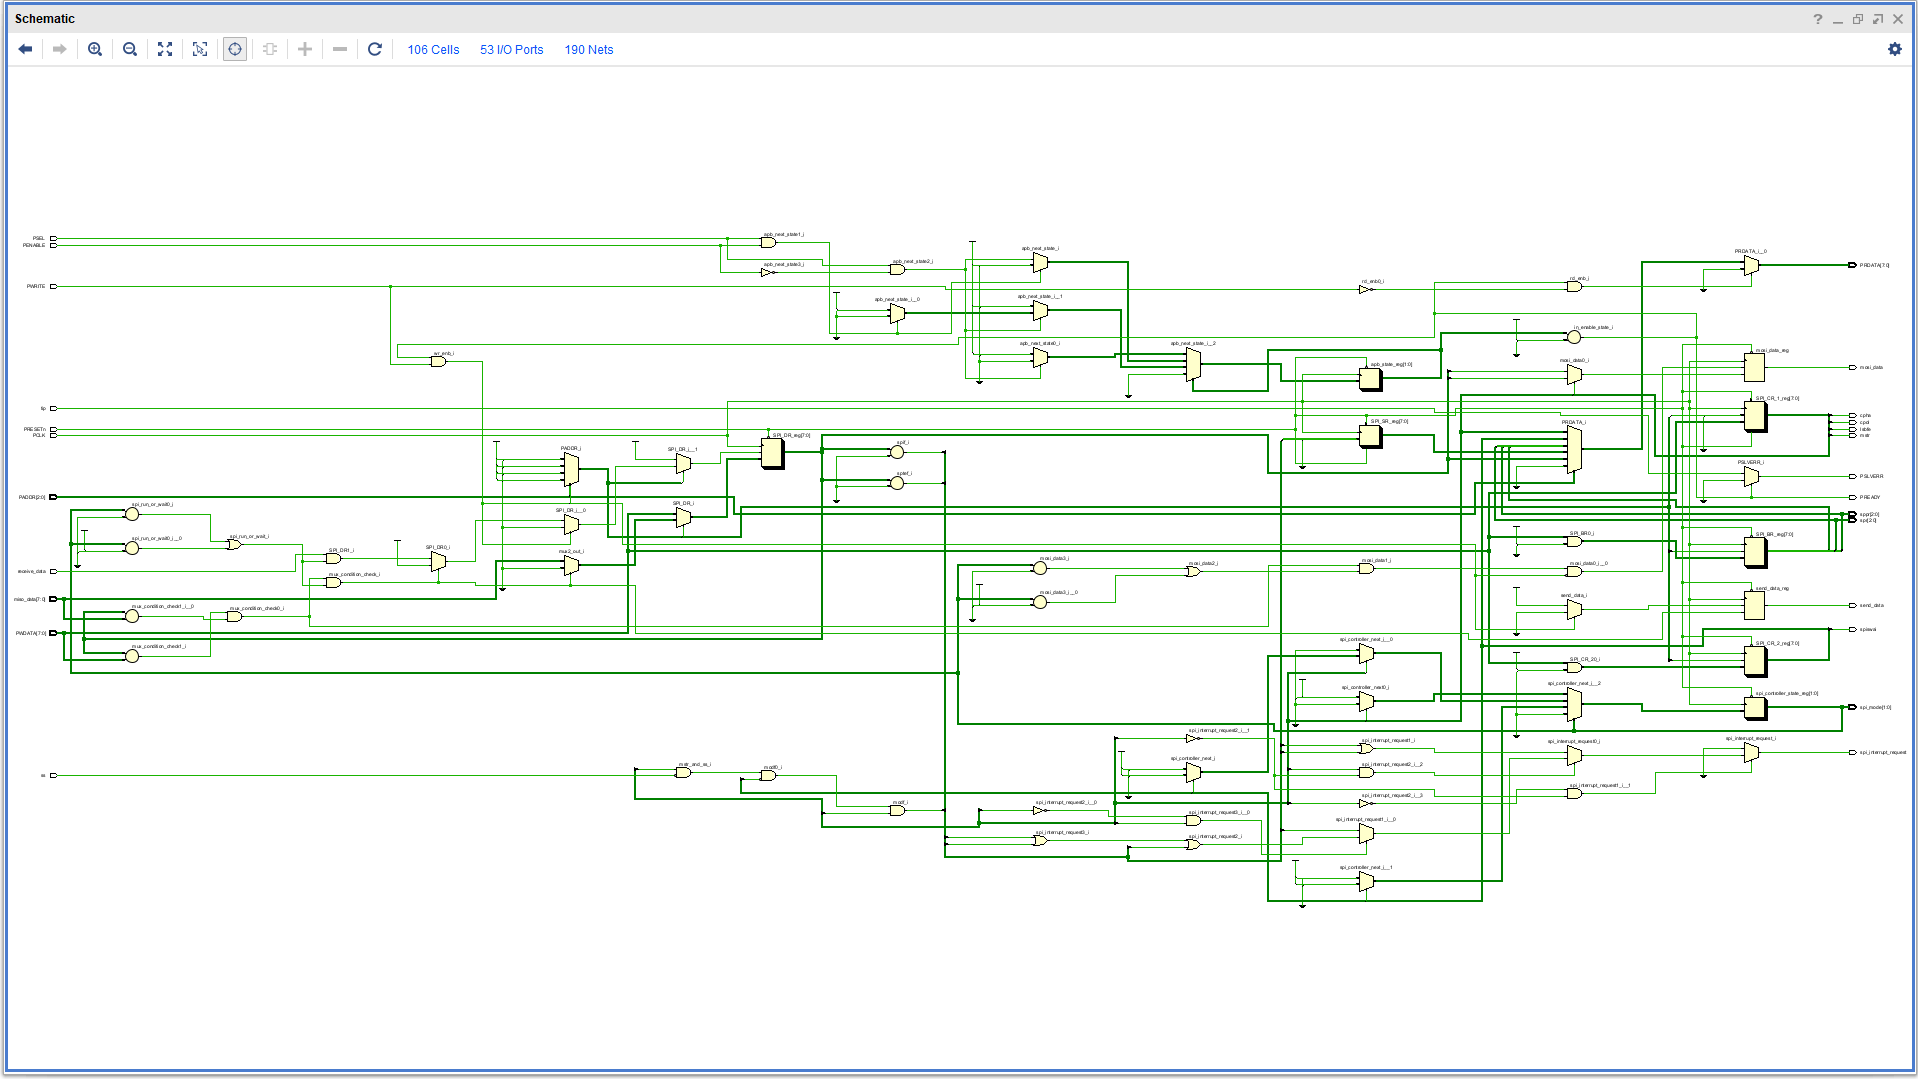 Schematic
106 Cells 53 I/O Ports 190 Nets
PSEL
PENABLE
PWRITE
tip
PRESETn
PCLK
PADDR[2:0]
receive_data
miso_data[7:0]
PWDATA[7:0]
ss
apb_next_state1_i
apb_next_state3_i
apb_next_state2_i
apb_next_state_i
apb_next_state_i__0
apb_next_state_i__1
apb_next_state0_i
apb_next_state_i__2
wr_enb_i
rd_enb0_i
rd_enb_i
PRDATA_i__0
PRDATA[7:0]
in_enable_state_i
mosi_data0_i
mosi_data_reg
mosi_data
apb_state_reg[1:0]
SPI_CR_1_reg[7:0]
cpha
cpol
lsbfe
mstr
SPI_SR_reg[7:0]
PRDATA_i
SPI_DR_reg[7:0]
PADDR_i
SPI_DR_i__1
spif_i
sptef_i
PSLVERR_i
PSLVERR
PREADY
spi_run_or_wait0_i
spi_run_or_wait0_i__0
spi_run_or_wait_i
SPI_DR_i__0
SPI_DR_i
sppr[2:0]
spr[2:0]
SPI_DR1_i
SPI_DR0_i
mux2_out_i
mux_condition_check_i
SPI_BR0_i
SPI_BR_reg[7:0]
mosi_data3_i
mosi_data2_i
mosi_data1_i
mosi_data0_i__0
mosi_data3_i__0
mux_condition_check1_i__0
mux_condition_check0_i
mux_condition_check1_i
send_data_i
send_data_reg
send_data
spiswai
spi_controller_next_i__0
SPI_CR_20_i
SPI_CR_2_reg[7:0]
spi_controller_next0_i
spi_controller_next_i__2
spi_controller_state_reg[1:0]
spi_mode[1:0]
spi_interrupt_request2_i__1
spi_interrupt_request1_i
spi_interrupt_request0_i
spi_interrupt_request_i
spi_interrupt_request
mstr_and_ss_i
modf0_i
spi_controller_next_i
spi_interrupt_request2_i__2
spi_interrupt_request1_i__1
spi_interrupt_request2_i__3
modf_i
spi_interrupt_request2_i__0
spi_interrupt_request3_i__0
spi_interrupt_request1_i__0
spi_interrupt_request3_i
spi_interrupt_request2_i
spi_controller_next_i__1